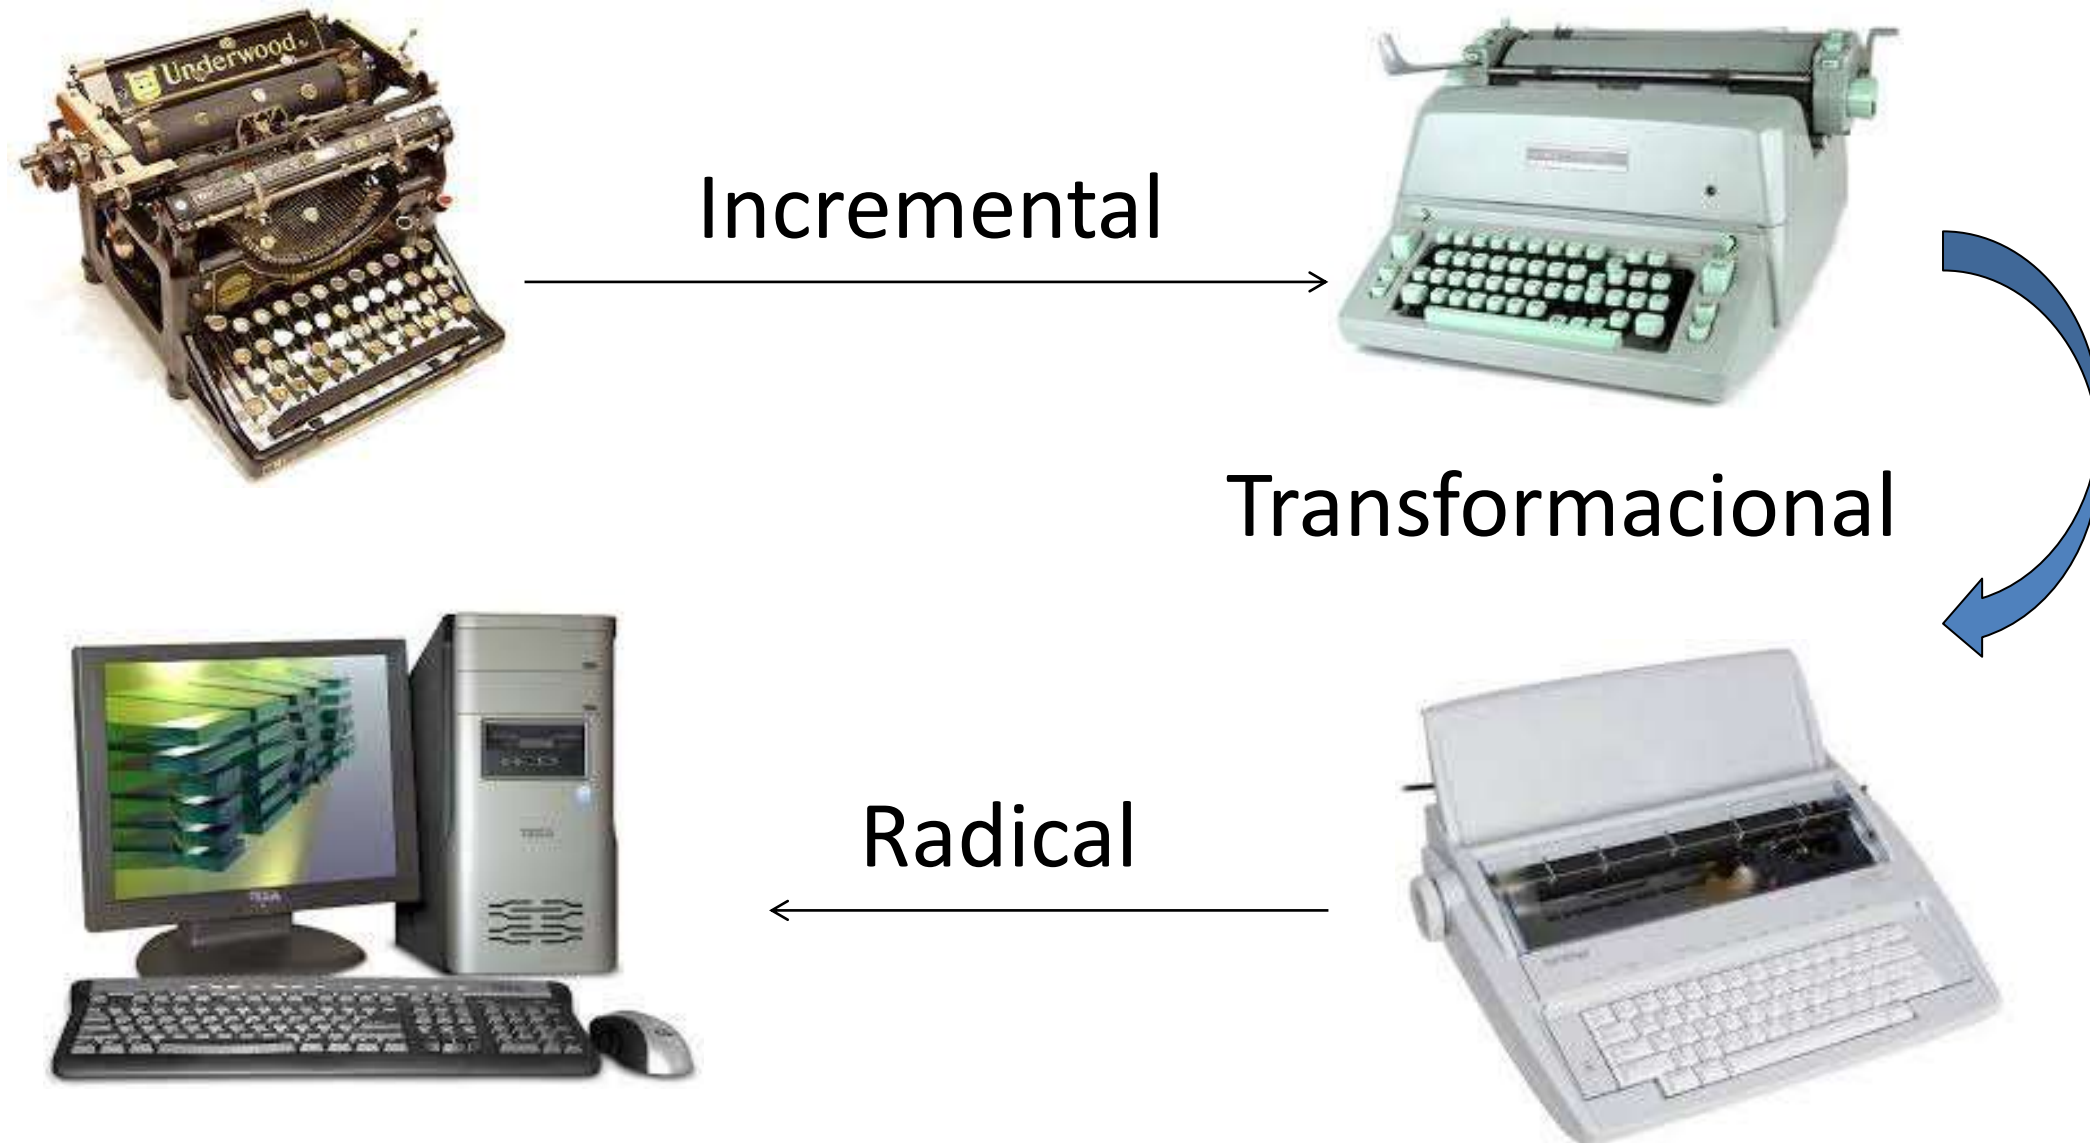 Underwood
Incremental
Transformacional
Radical